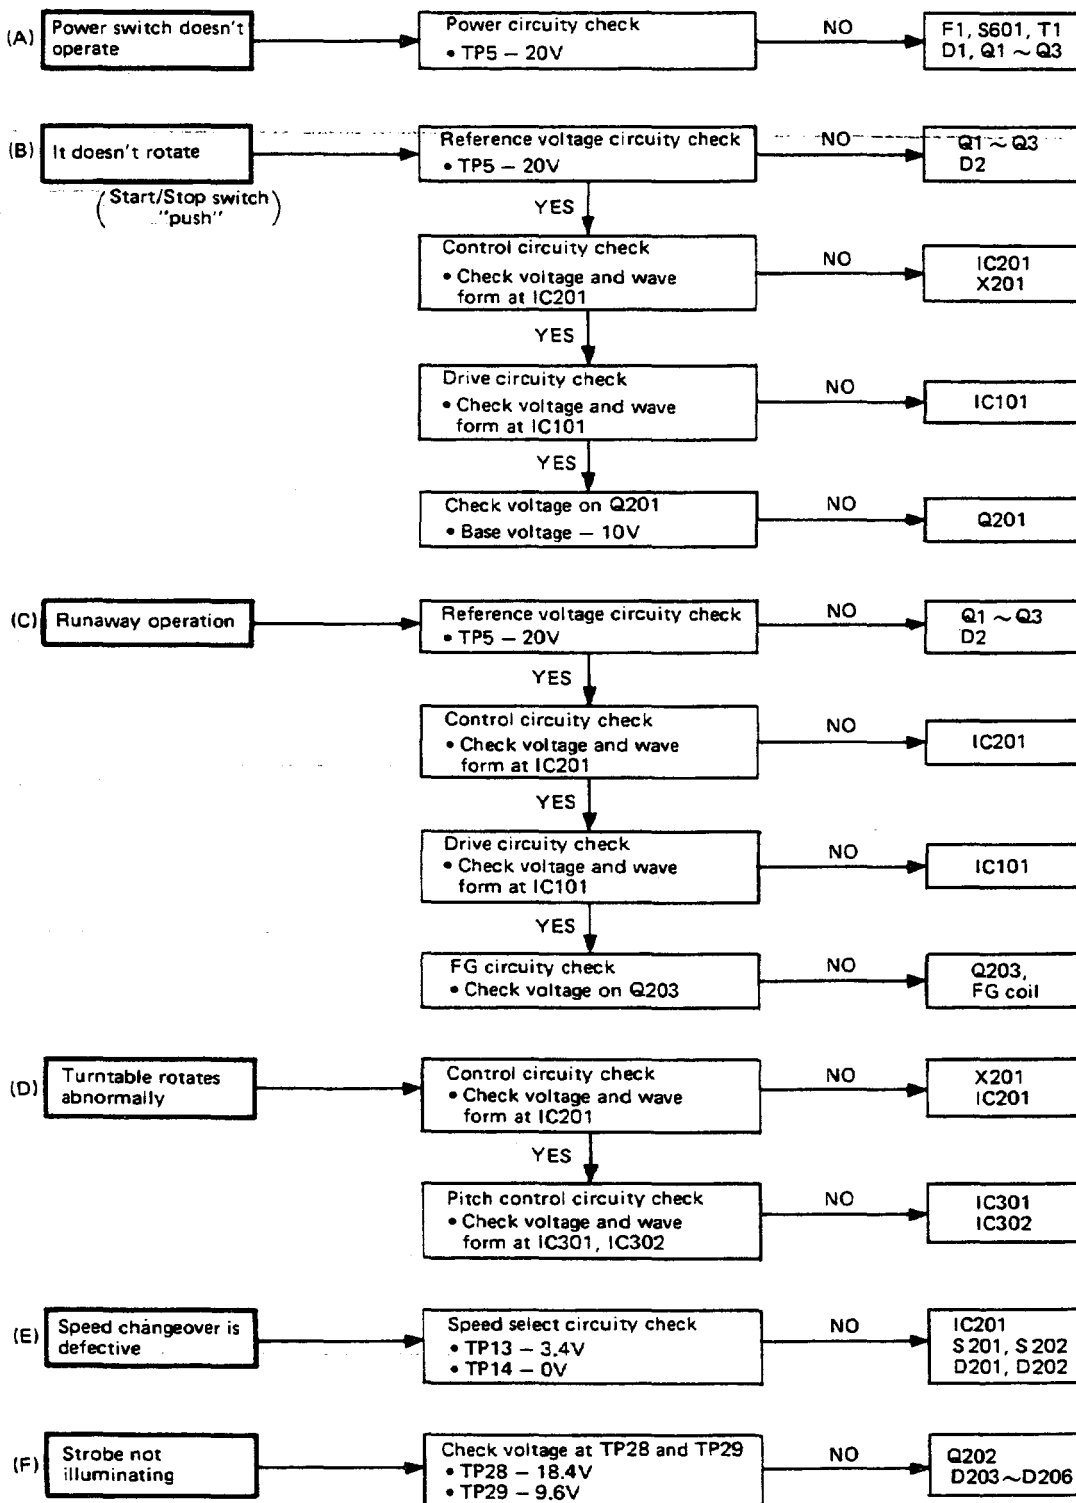 (A)
Power switch doesn't
operate
Power circuity check
• TP5 – 20V
NO
F1, S601, T1
D1, Q1 ~ Q3
(B)
It doesn't rotate
(Start/Stop switch
"push")
Reference voltage circuity check
• TP5 – 20V
NO
Q1 ~ Q3
D2
YES
Control circuity check
• Check voltage and wave
form at IC201
NO
IC201
X201
YES
Drive circuity check
• Check voltage and wave
form at IC101
NO
IC101
YES
Check voltage on Q201
• Base voltage – 10V
NO
Q201
(C)
Runaway operation
Reference voltage circuity check
• TP5 – 20V
NO
Q1 ~ Q3
D2
YES
Control circuity check
• Check voltage and wave
form at IC201
NO
IC201
YES
Drive circuity check
• Check voltage and wave
form at IC101
NO
IC101
YES
FG circuity check
• Check voltage on Q203
NO
Q203,
FG coil
(D)
Turntable rotates
abnormally
Control circuity check
• Check voltage and wave
form at IC201
NO
X201
IC201
YES
Pitch control circuity check
• Check voltage and wave
form at IC301, IC302
NO
IC301
IC302
(E)
Speed changeover is
defective
Speed select circuity check
• TP13 – 3.4V
• TP14 – 0V
NO
IC201
S201, S202
D201, D202
(F)
Strobe not
illuminating
Check voltage at TP28 and TP29
• TP28 – 18.4V
• TP29 – 9.6V
NO
Q202
D203~D206